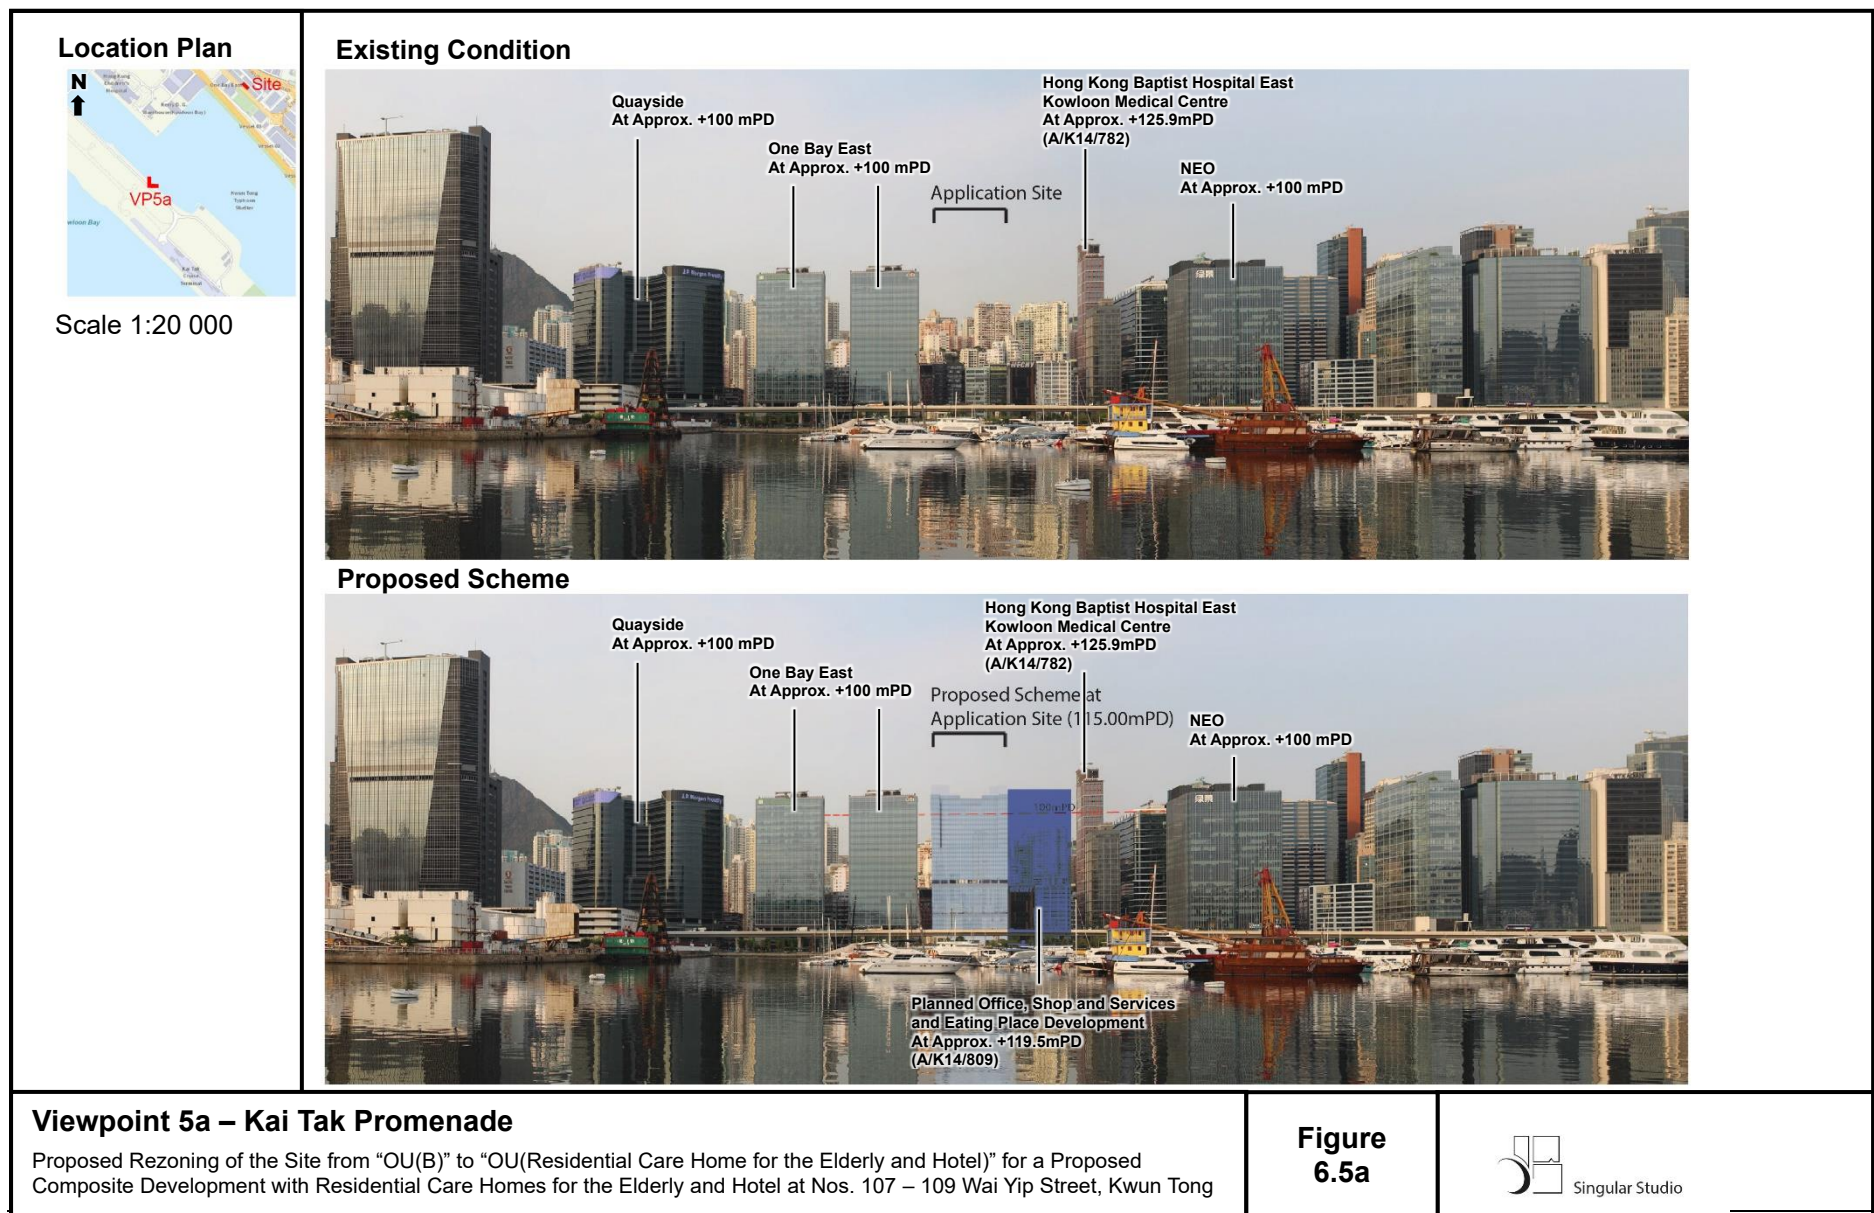 Location Plan
N
Site
VP5a
Scale 1:20 000
Existing Condition
Quayside
At Approx. +100 mPD
One Bay East
At Approx. +100 mPD
Application Site
Hong Kong Baptist Hospital East
Kowloon Medical Centre
At Approx. +125.9mPD
(A/K14/782)
NEO
At Approx. +100 mPD
Proposed Scheme
Quayside
At Approx. +100 mPD
One Bay East
At Approx. +100 mPD
Hong Kong Baptist Hospital East
Kowloon Medical Centre
At Approx. +125.9mPD
(A/K14/782)
Proposed Scheme at
Application Site (115.00mPD)
NEO
At Approx. +100 mPD
100mPD
Planned Office, Shop and Services
and Eating Place Development
At Approx. +119.5mPD
(A/K14/809)
Viewpoint 5a – Kai Tak Promenade
Proposed Rezoning of the Site from “OU(B)” to “OU(Residential Care Home for the Elderly and Hotel)” for a Proposed
Composite Development with Residential Care Homes for the Elderly and Hotel at Nos. 107 – 109 Wai Yip Street, Kwun Tong
Figure
6.5a
Singular Studio